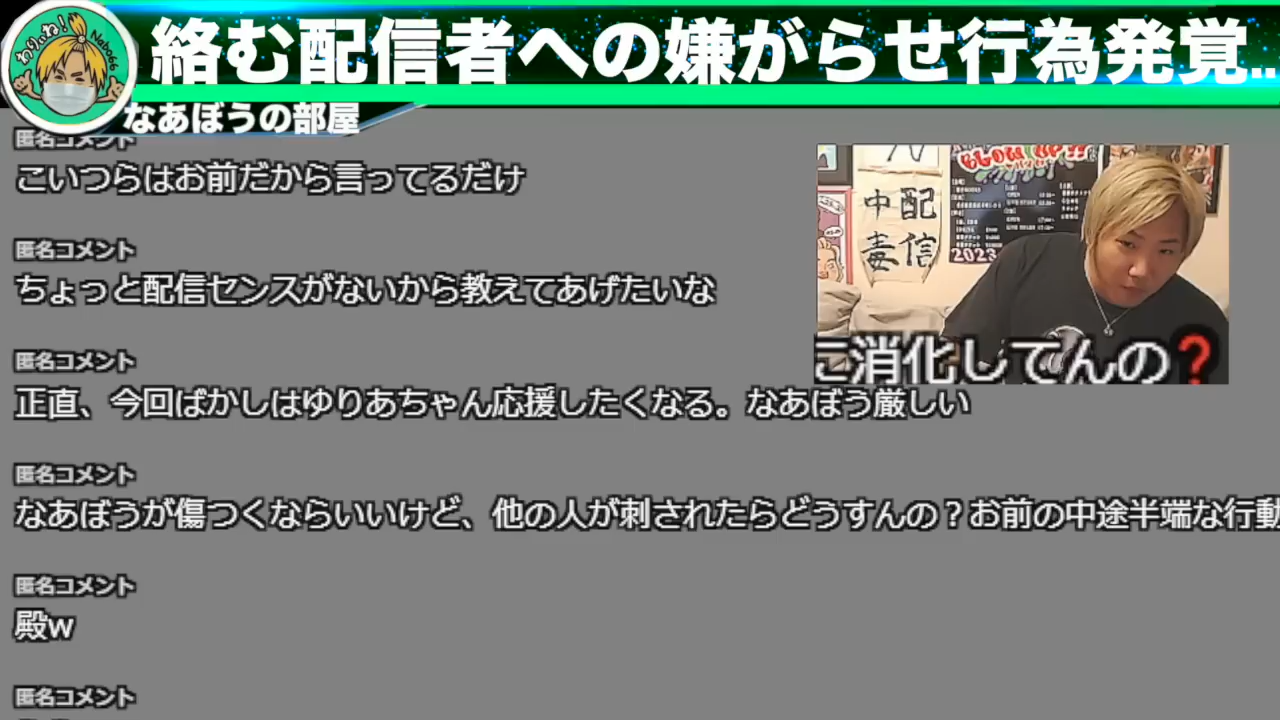 絡む配信者への嫌がらせ行為発覚...
わりぃね!
Nabo66
なあぼうの部屋
匿名コメント
こいつらはお前だから言ってるだけ
匿名コメント
ちょっと配信センスがないから教えてあげたいな
匿名コメント
正直、今回ばかしはゆりあちゃん応援したくなる。なあぼう厳しい
匿名コメント
なあぼうが傷つくならいいけど、他の人が刺されたらどうすんの？お前の中途半端な行動
匿名コメント
殿w
匿名コメント
配信
中毒
BLOW UP!!
2023
に消化してんの❓